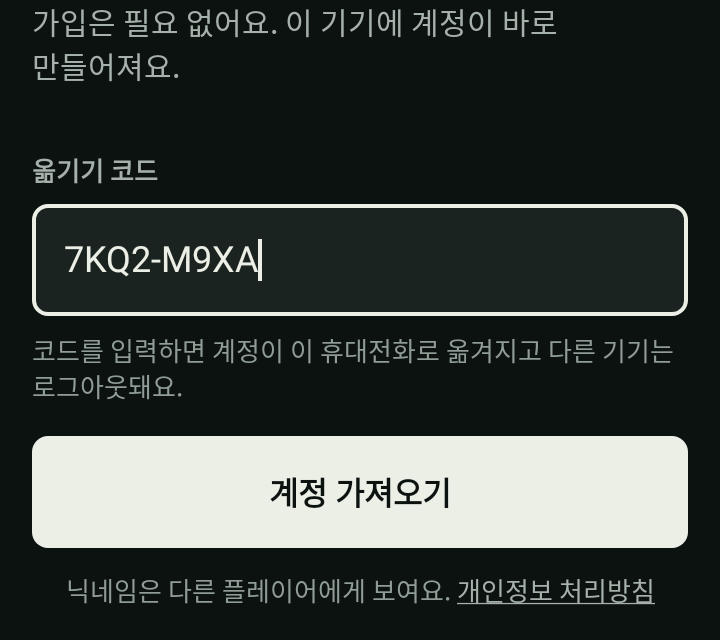 가입은 필요 없어요. 이 기기에 계정이 바로
만들어져요.
옮기기 코드
7KQ2-M9XA
코드를 입력하면 계정이 이 휴대전화로 옮겨지고 다른 기기는
로그아웃돼요.
계정 가져오기
닉네임은 다른 플레이어에게 보여요. 개인정보 처리방침